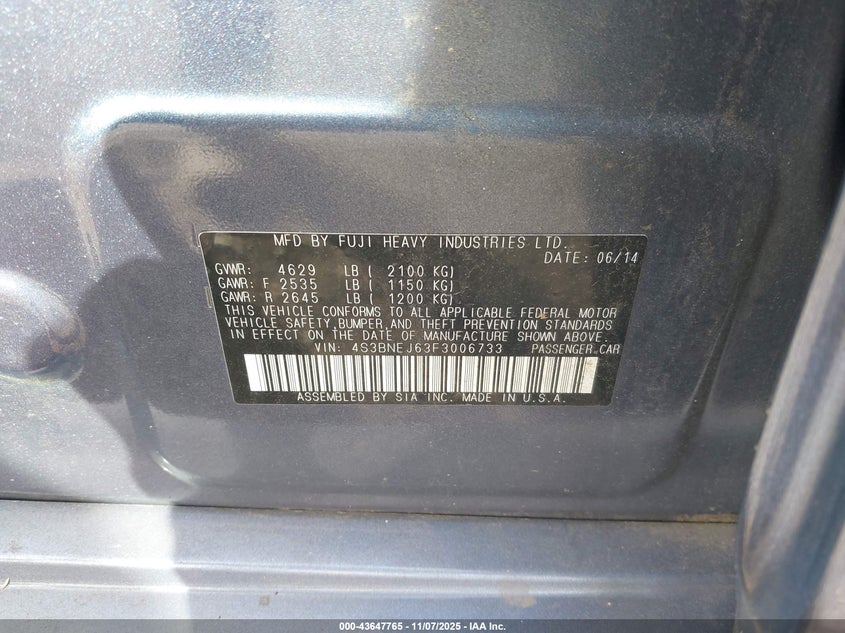 MFD BY FUJI HEAVY INDUSTRIES LTD.
DATE: 06/14
GVWR: 4629 LB ( 2100 KG)
GAWR: F 2535 LB ( 1150 KG)
GAWR: R 2645 LB ( 1200 KG)
THIS VEHICLE CONFORMS TO ALL APPLICABLE FEDERAL MOTOR
VEHICLE SAFETY,BUMPER,AND THEFT PREVENTION STANDARDS
IN EFFECT ON THE DATE OF MANUFACTURE SHOWN ABOVE.
VIN: 4S3BNEJ63F3006733 PASSENGER CAR
ASSEMBLED BY SIA INC. MADE IN U.S.A.
000-43647765 - 11/07/2025 - IAA Inc.